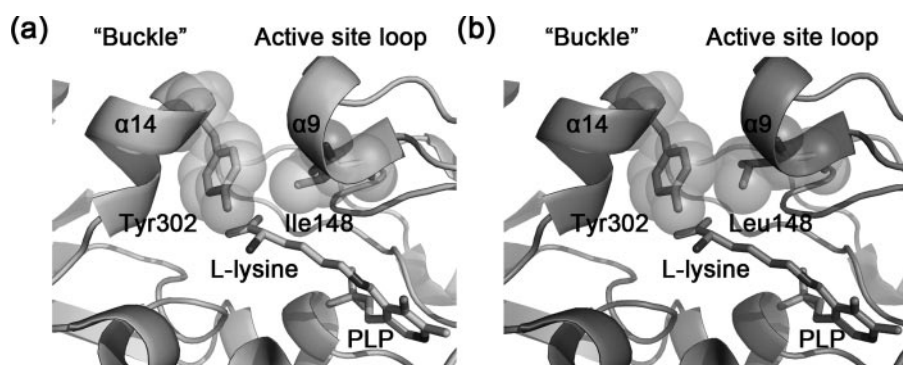 (a) “Buckle” Active site loop
α14 α9
Tyr302 Ile148
L-lysine
PLP
(b) “Buckle” Active site loop
α14 α9
Tyr302 Leu148
L-lysine
PLP